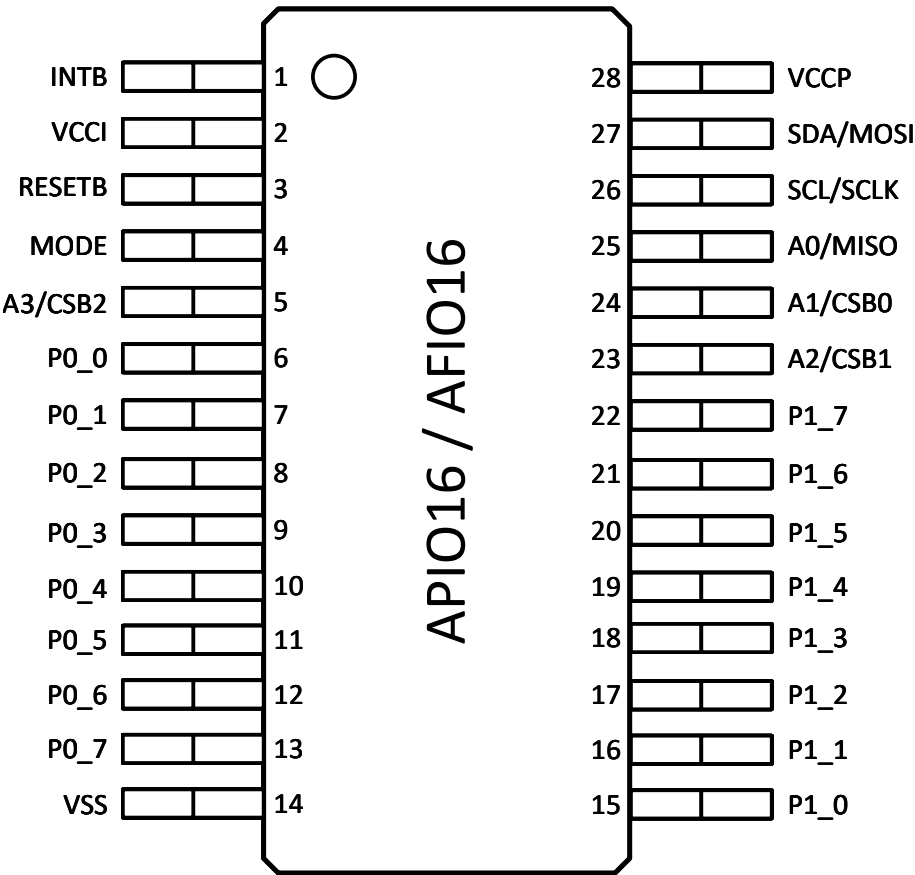 INTB 1 28 VCCP
VCCI 2 27 SDA/MOSI
RESETB 3 26 SCL/SCLK
MODE 4 25 A0/MISO
A3/CSB2 5 24 A1/CSB0
P0_0 6 23 A2/CSB1
P0_1 7 22 P1_7
P0_2 8 21 P1_6
P0_3 9 20 P1_5
P0_4 10 19 P1_4
P0_5 11 18 P1_3
P0_6 12 17 P1_2
P0_7 13 16 P1_1
VSS 14 15 P1_0
APIO16 / AFIO16